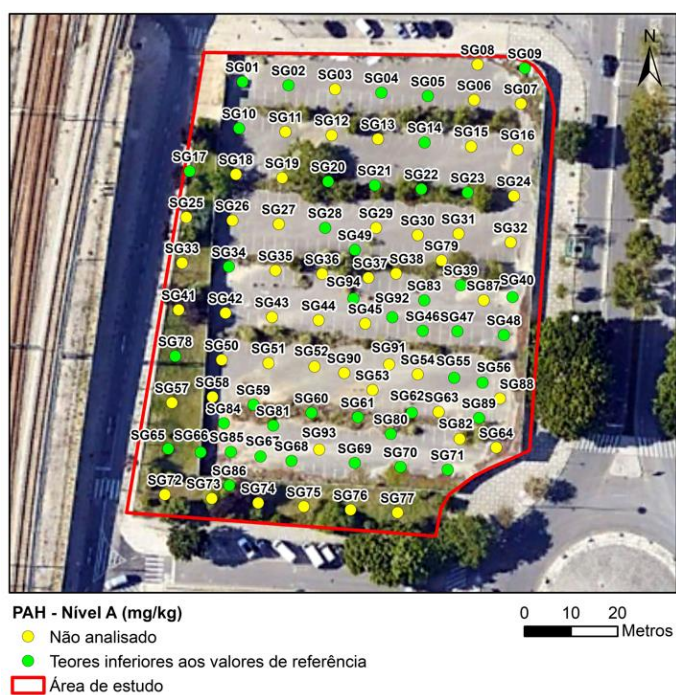 N
SG08
SG09
SG01
SG02
SG03
SG04
SG05
SG06
SG07
SG10
SG11
SG12
SG13
SG14
SG15
SG16
SG17
SG18
SG19
SG20
SG21
SG22
SG23
SG24
SG25
SG26
SG27
SG28
SG29
SG30
SG31
SG32
SG49
SG79
SG33
SG34
SG35
SG36
SG37
SG38
SG39
SG40
SG94
SG83
SG87
SG41
SG42
SG43
SG44
SG45
SG92
SG46
SG47
SG48
SG78
SG50
SG51
SG52
SG90
SG91
SG53
SG54
SG55
SG56
SG57
SG58
SG59
SG60
SG61
SG62
SG63
SG88
SG84
SG81
SG80
SG89
SG82
SG64
SG65
SG66
SG85
SG67
SG68
SG93
SG69
SG70
SG71
SG86
SG72
SG73
SG74
SG75
SG76
SG77
PAH - Nível A (mg/kg)
Não analisado
Teores inferiores aos valores de referência
Área de estudo
0 10 20
Metros